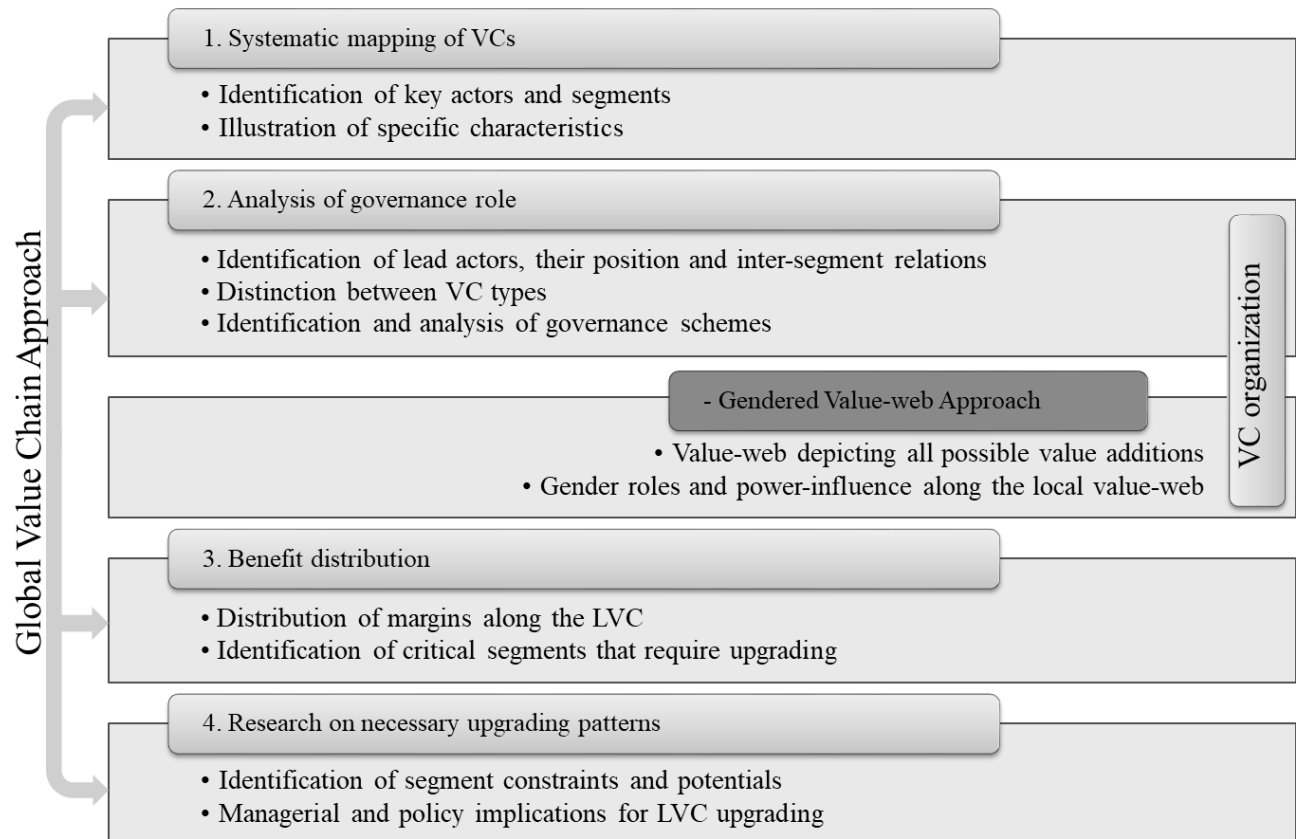 Global Value Chain Approach
1. Systematic mapping of VCs
• Identification of key actors and segments
• Illustration of specific characteristics
2. Analysis of governance role
• Identification of lead actors, their position and inter-segment relations
• Distinction between VC types
• Identification and analysis of governance schemes
VC organization
- Gendered Value-web Approach
• Value-web depicting all possible value additions
• Gender roles and power-influence along the local value-web
3. Benefit distribution
• Distribution of margins along the LVC
• Identification of critical segments that require upgrading
4. Research on necessary upgrading patterns
• Identification of segment constraints and potentials
• Managerial and policy implications for LVC upgrading